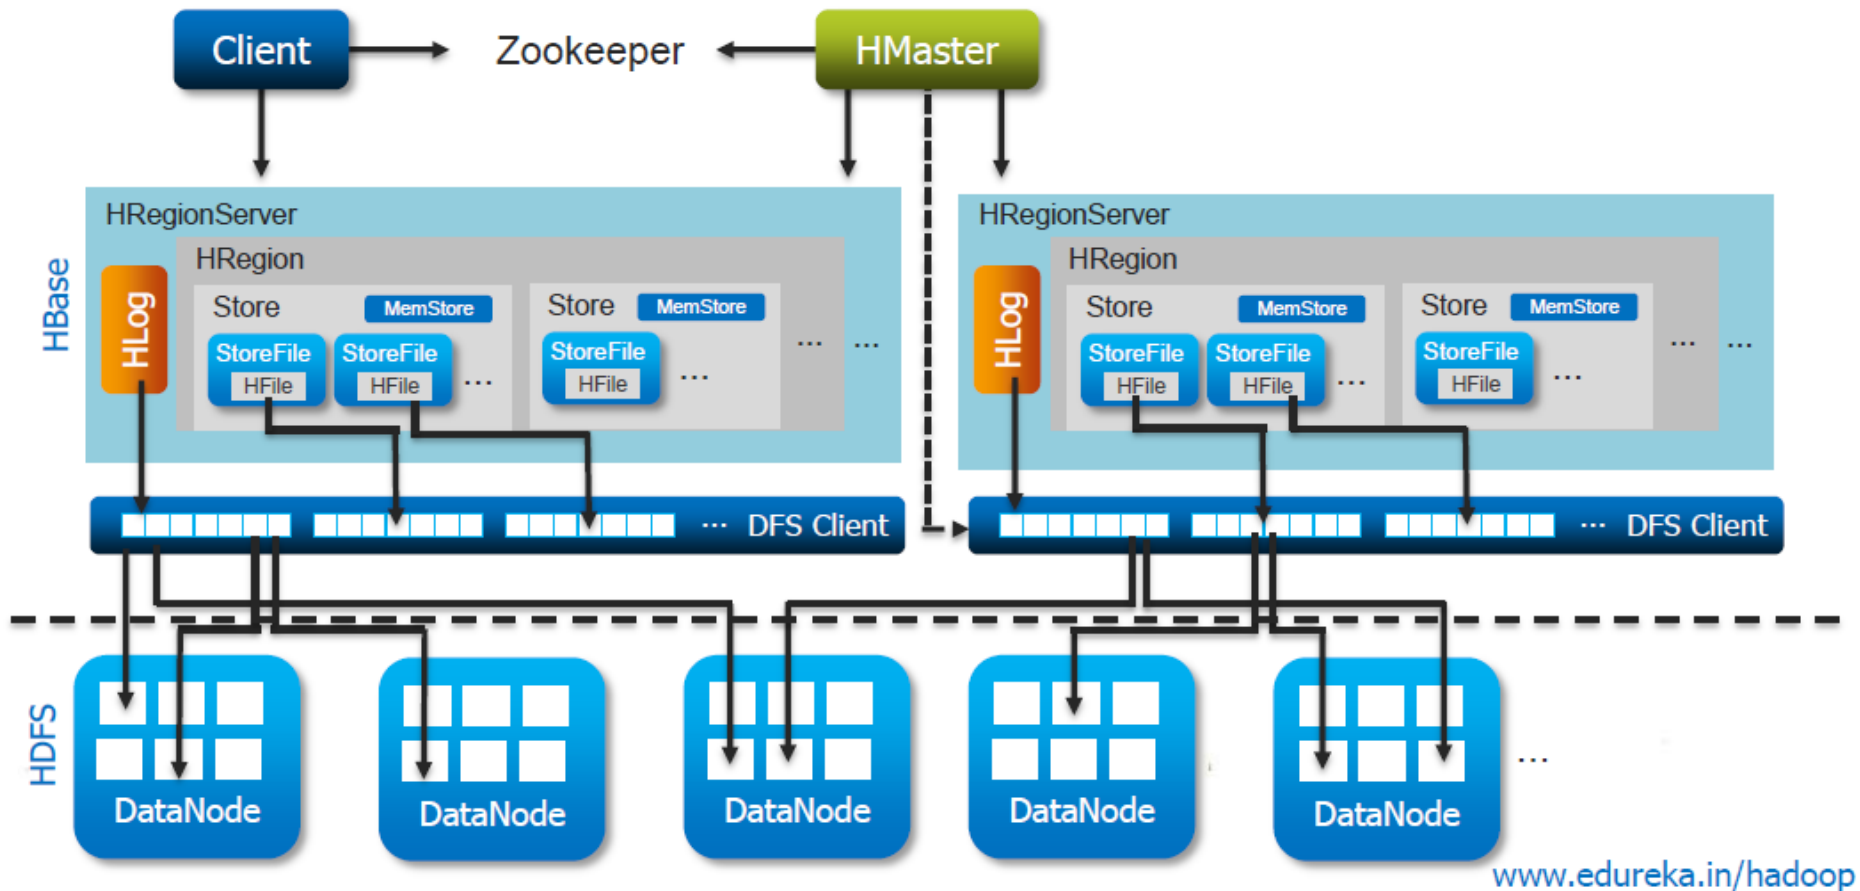 Client
Zookeeper
HMaster
HBase
HRegionServer
HLog
HRegion
Store
MemStore
StoreFile
HFile
StoreFile
HFile
...
Store
MemStore
StoreFile
HFile
...
... ...
HRegionServer
HLog
HRegion
Store
MemStore
StoreFile
HFile
StoreFile
HFile
...
Store
MemStore
StoreFile
HFile
...
... ...
... DFS Client
... DFS Client
HDFS
DataNode
DataNode
DataNode
DataNode
DataNode
...
www.edureka.in/hadoop